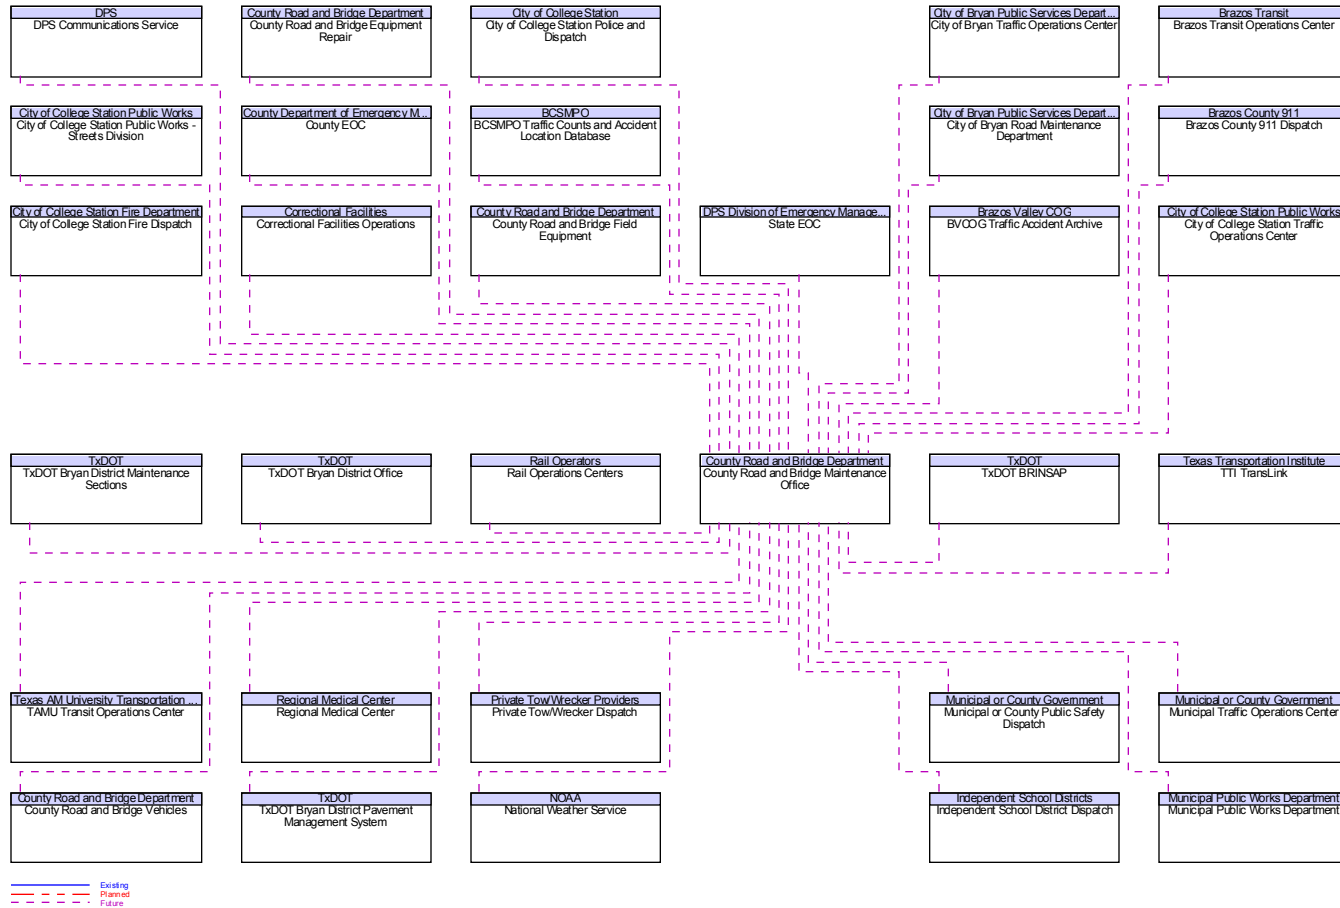 DPS
DPS Communications Service
County Road and Bridge Department
County Road and Bridge Equipment
Repair
City of College Station
City of College Station Police and
Dispatch
City of Bryan Public Services Depart...
City of Bryan Traffic Operations Center
Brazos Transit
Brazos Transit Operations Center
City of College Station Public Works
City of College Station Public Works -
Streets Division
County Department of Emergency M...
County EOC
BCSMPO
BCSMPO Traffic Counts and Accident
Location Database
City of Bryan Public Services Depart...
City of Bryan Road Maintenance
Department
Brazos County 911
Brazos County 911 Dispatch
City of College Station Fire Department
City of College Station Fire Dispatch
Correctional Facilities
Correctional Facilities Operations
County Road and Bridge Department
County Road and Bridge Field
Equipment
DPS Division of Emergency Manage...
State EOC
Brazos Valley COG
BVCOG Traffic Accident Archive
City of College Station Public Works
City of College Station Traffic
Operations Center
TxDOT
TxDOT Bryan District Maintenance
Sections
TxDOT
TxDOT Bryan District Office
Rail Operators
Rail Operations Centers
County Road and Bridge Department
County Road and Bridge Maintenance
Office
TxDOT
TxDOT BRINSAP
Texas Transportation Institute
TTI TransLink
Texas AM University Transportation ...
TAMU Transit Operations Center
Regional Medical Center
Regional Medical Center
Private Tow/Wrecker Providers
Private Tow/Wrecker Dispatch
Municipal or County Government
Municipal or County Public Safety
Dispatch
Municipal or County Government
Municipal Traffic Operations Center
County Road and Bridge Department
County Road and Bridge Vehicles
TxDOT
TxDOT Bryan District Pavement
Management System
NOAA
National Weather Service
Independent School Districts
Independent School District Dispatch
Municipal Public Works Department
Municipal Public Works Department
Existing
Planned
Future